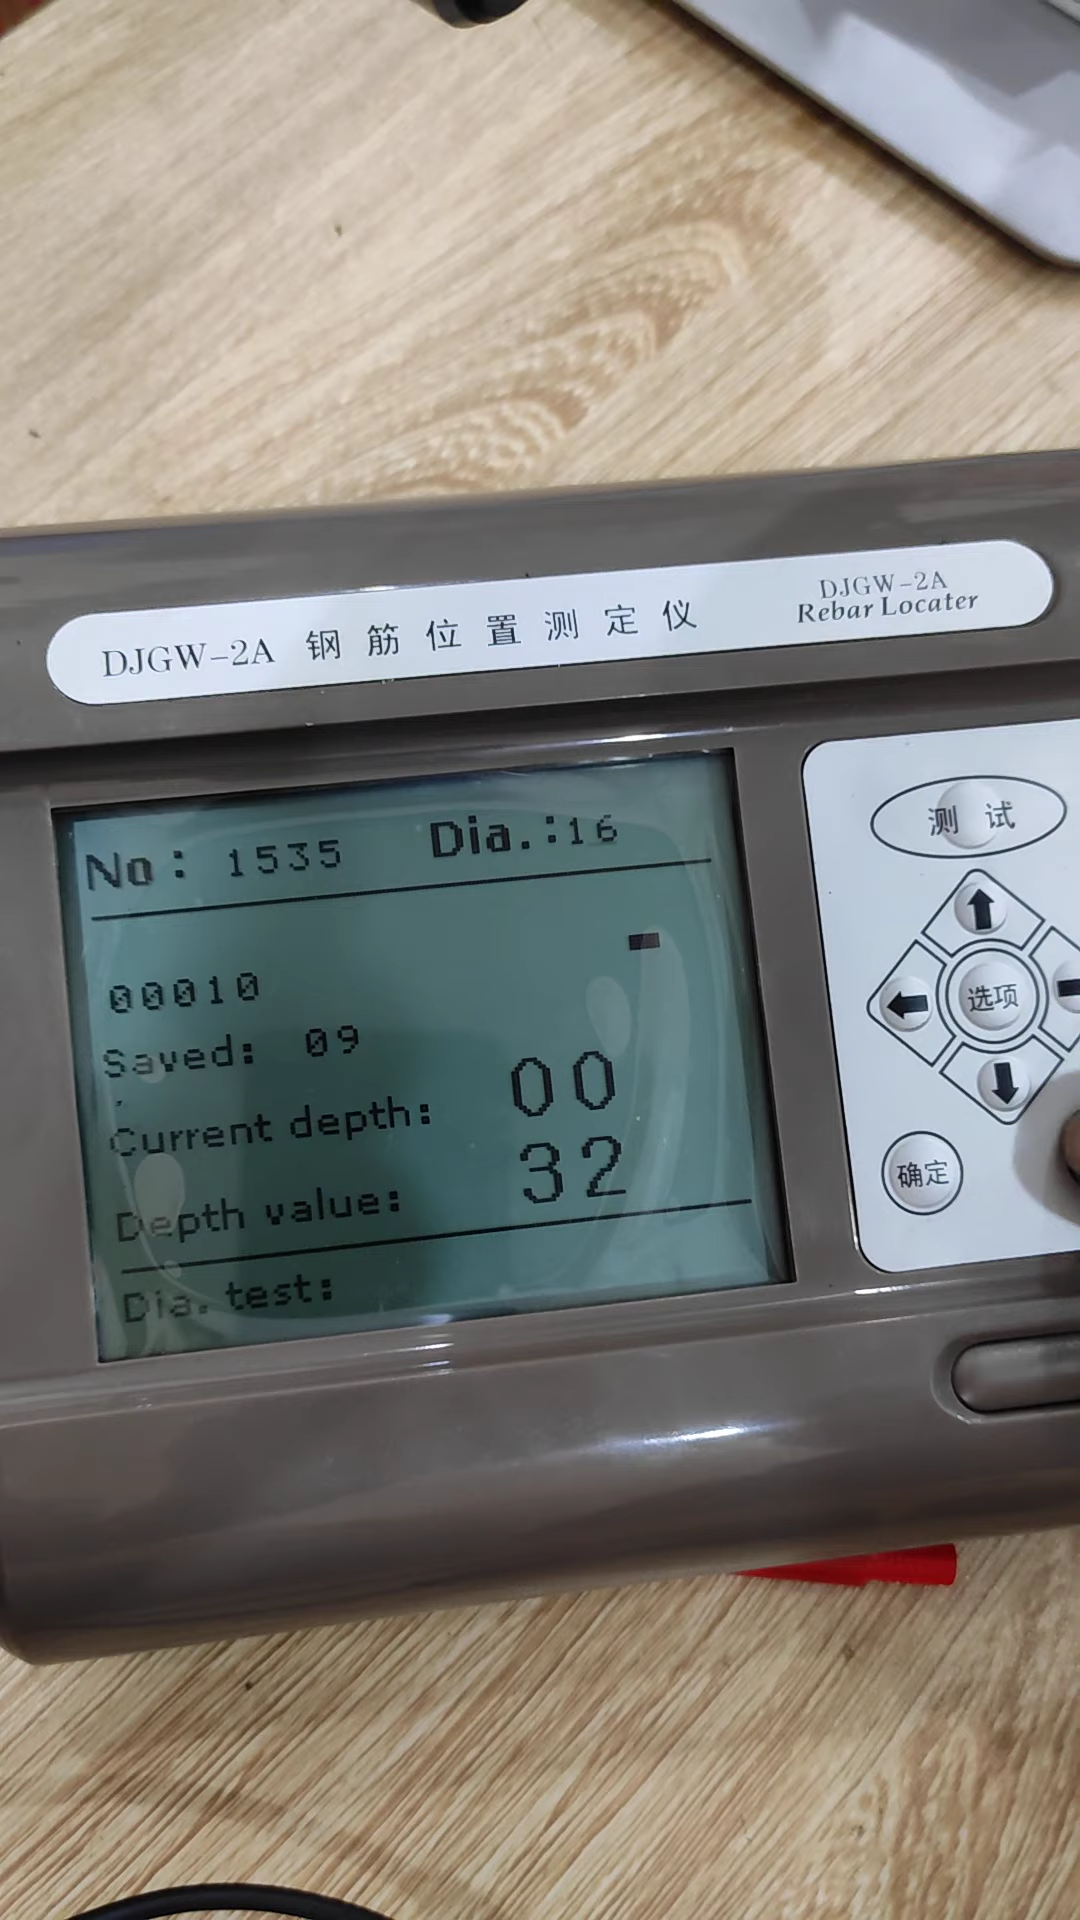 DJGW-2A 钢筋位置测定仪
DJGW-2A
Rebar Locater
No: 1535 Dia.:16
00010
Saved: 09
Current depth: 00
Depth value: 32
Dia. test:
测 试
选项
确定